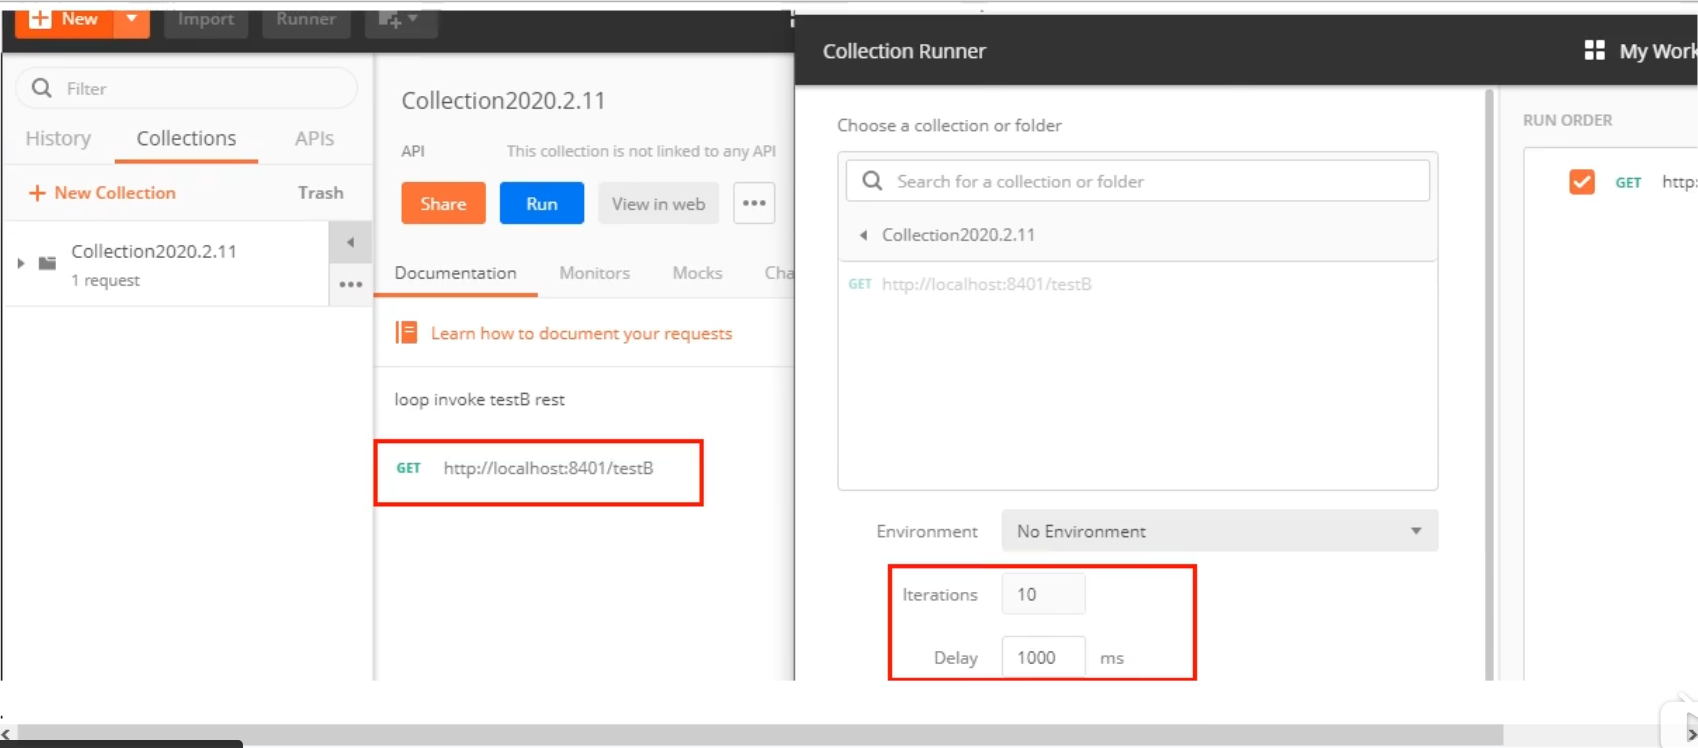 New
Import
Runner
Filter
History
Collections
APIs
New Collection
Trash
Collection2020.2.11
1 request
Collection2020.2.11
API
This collection is not linked to any API
Share
Run
View in web
Documentation
Monitors
Mocks
Cha
Learn how to document your requests
loop invoke testB rest
GET http://localhost:8401/testB
Collection Runner
My Work
Choose a collection or folder
Search for a collection or folder
Collection2020.2.11
GET http://localhost:8401/testB
Environment
No Environment
Iterations
10
Delay
1000
ms
RUN ORDER
GET http: